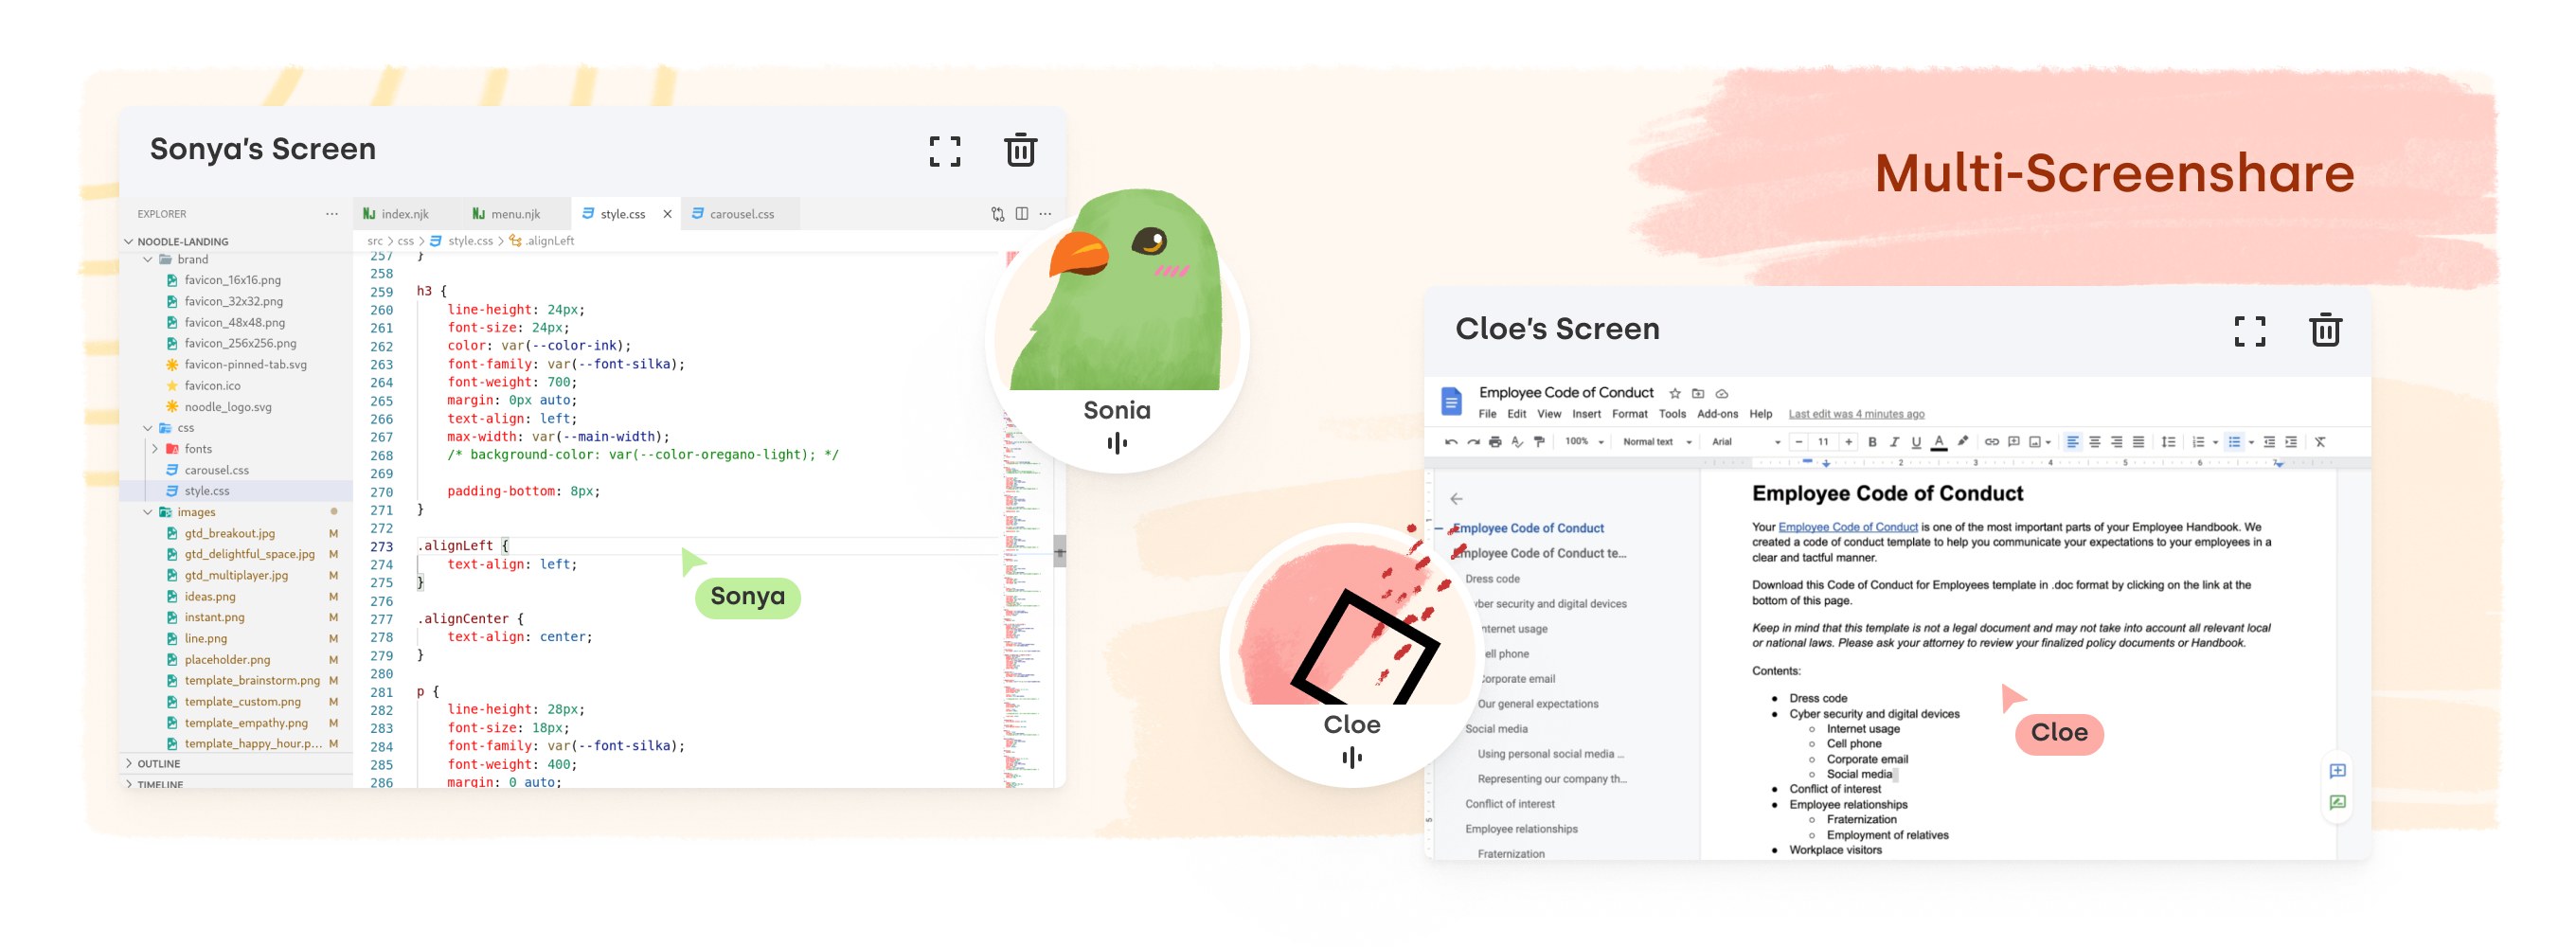 Multi-Screenshare
Sonya's Screen
EXPLORER
NOODLE-LANDING
brand
favicon_16x16.png
favicon_32x32.png
favicon_48x48.png
favicon_256x256.png
favicon-pinned-tab.svg
favicon.ico
noodle_logo.svg
css
fonts
carousel.css
style.css
images
gtd_breakout.jpg M
gtd_delightful_space.jpg M
gtd_multiplayer.jpg M
ideas.png M
instant.png M
line.png M
placeholder.png M
template_brainstorm.png M
template_custom.png M
template_empathy.png M
template_happy_hour.p... M
OUTLINE
TIMELINE
index.njk menu.njk style.css carousel.css
src > css > style.css > .alignLeft
257 }
258
259 h3 {
260 line-height: 24px;
261 font-size: 24px;
262 color: var(--color-ink);
263 font-family: var(--font-silka);
264 font-weight: 700;
265 margin: 0px auto;
266 text-align: left;
267 max-width: var(--main-width);
268 /* background-color: var(--color-oregano-light); */
269
270 padding-bottom: 8px;
271 }
272
273 .alignLeft {
274 text-align: left;
275 }
276
277 .alignCenter {
278 text-align: center;
279 }
280
281 p {
282 line-height: 28px;
283 font-size: 18px;
284 font-family: var(--font-silka);
285 font-weight: 400;
286 margin: 0 auto;
Sonya
Sonia
Cloe
Cloe's Screen
Employee Code of Conduct
File Edit View Insert Format Tools Add-ons Help Last edit was 4 minutes ago
100% Normal text Arial 11
2 3 4 5 6 7
Employee Code of Conduct
Employee Code of Conduct te...
Dress code
yber security and digital devices
nternet usage
ell phone
Corporate email
Our general expectations
Social media
Using personal social media ...
Representing our company th...
Conflict of interest
Employee relationships
Fraternization
Employee Code of Conduct
Your Employee Code of Conduct is one of the most important parts of your Employee Handbook. We
created a code of conduct template to help you communicate your expectations to your employees in a
clear and tactful manner.
Download this Code of Conduct for Employees template in .doc format by clicking on the link at the
bottom of this page.
Keep in mind that this template is not a legal document and may not take into account all relevant local
or national laws. Please ask your attorney to review your finalized policy documents or Handbook.
Contents:
● Dress code
● Cyber security and digital devices
○ Internet usage
○ Cell phone
○ Corporate email
○ Social media
● Conflict of interest
● Employee relationships
○ Fraternization
○ Employment of relatives
● Workplace visitors
Cloe